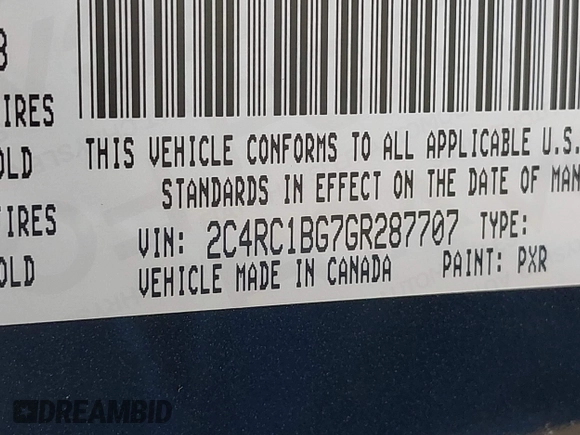 8
IRES
OLD
IRES
OLD
THIS VEHICLE CONFORMS TO ALL APPLICABLE U.S.
STANDARDS IN EFFECT ON THE DATE OF MAN
VIN: 2C4RC1BG7GR287707 TYPE:
VEHICLE MADE IN CANADA PAINT: PXR
DREAMBID